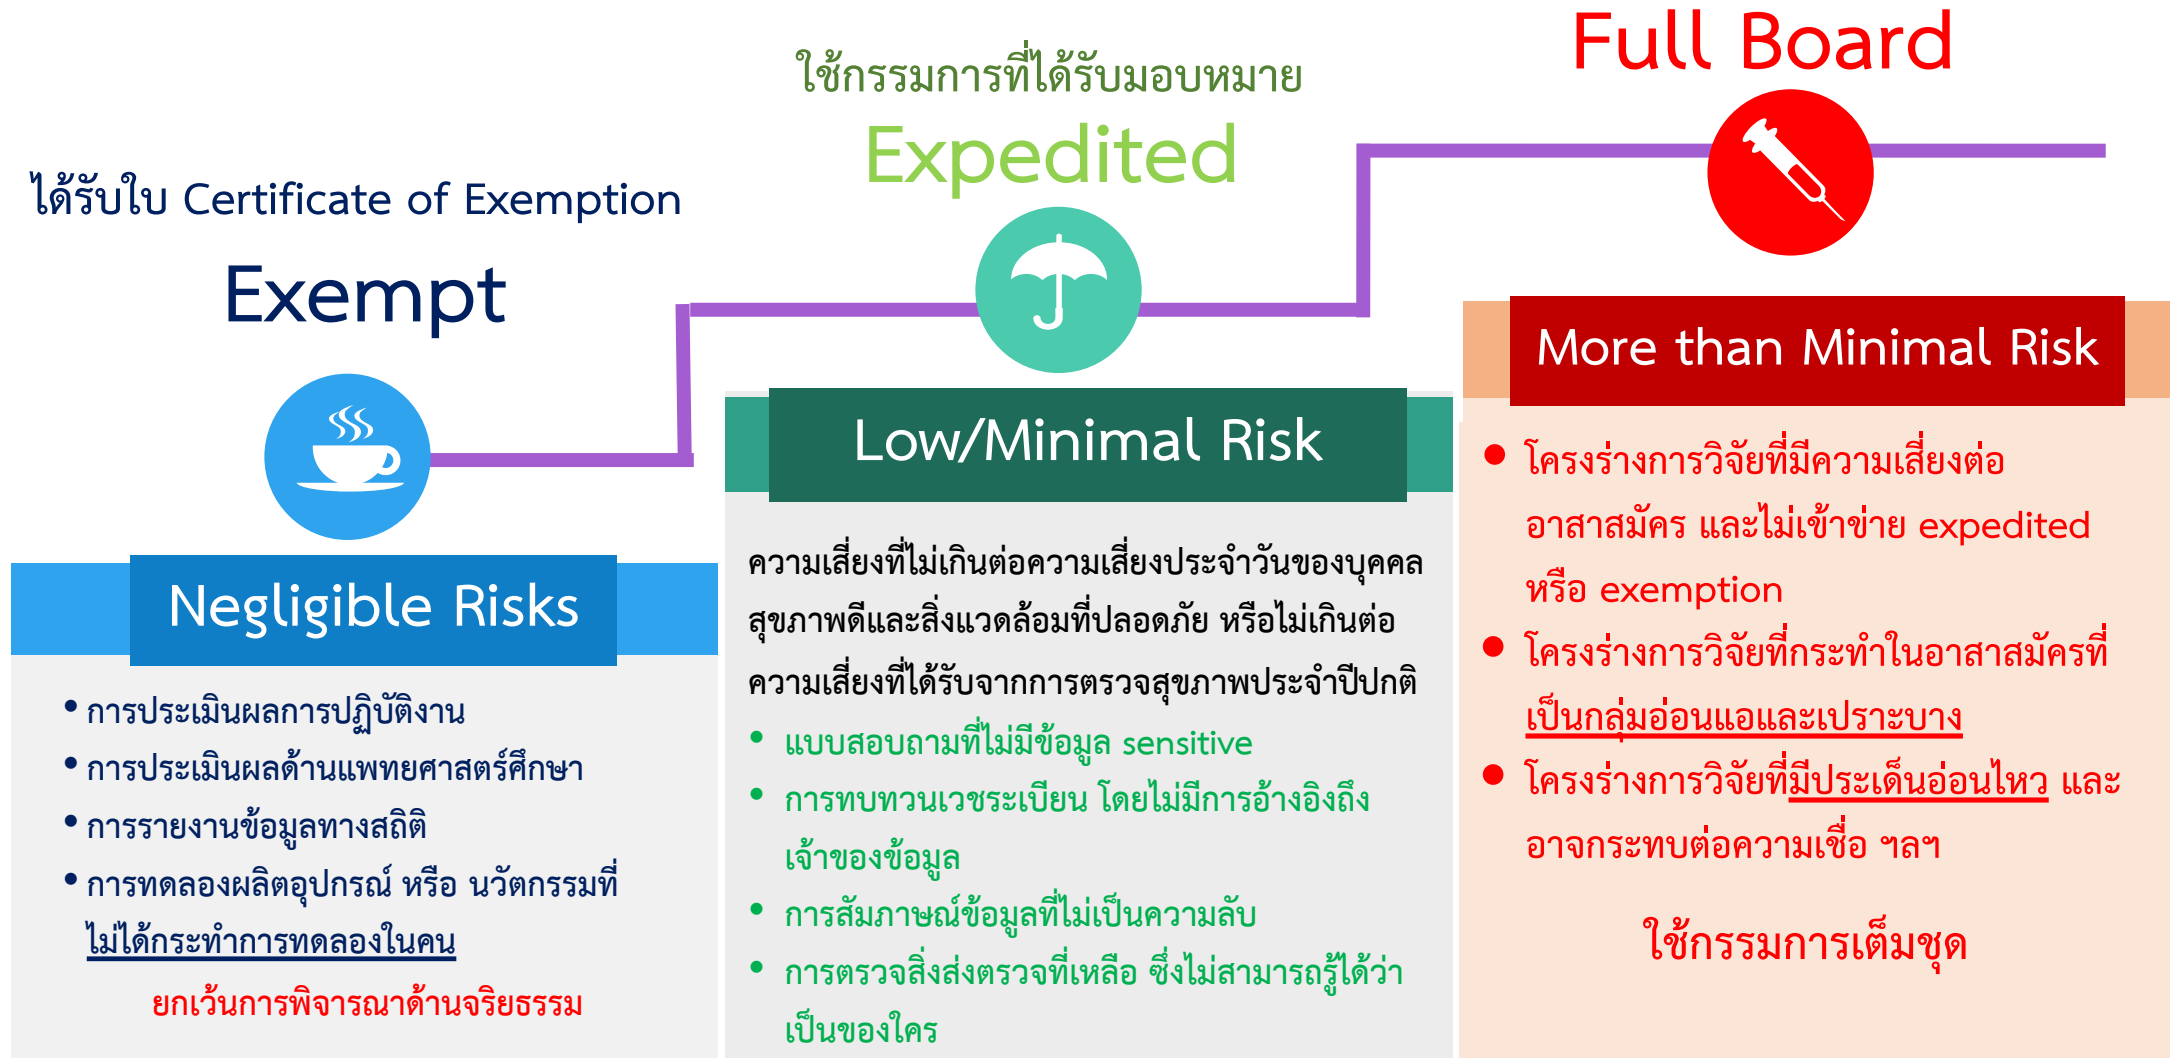 ได้รับใบ Certificate of Exemption
Exempt
Negligible Risks
• การประเมินผลการปฏิบัติงาน
• การประเมินผลด้านแพทยศาสตร์ศึกษา
• การรายงานข้อมูลทางสถิติ
• การทดลองผลิตอุปกรณ์ หรือ นวัตกรรมที่
ไม่ได้กระทำการทดลองในคน
ยกเว้นการพิจารณาด้านจริยธรรม
ใช้กรรมการที่ได้รับมอบหมาย
Expedited
Low/Minimal Risk
ความเสี่ยงที่ไม่เกินต่อความเสี่ยงประจำวันของบุคคล
สุขภาพดีและสิ่งแวดล้อมที่ปลอดภัย หรือไม่เกินต่อ
ความเสี่ยงที่ได้รับจากการตรวจสุขภาพประจำปีปกติ
• แบบสอบถามที่ไม่มีข้อมูล sensitive
• การทบทวนเวชระเบียน โดยไม่มีการอ้างอิงถึง
เจ้าของข้อมูล
• การสัมภาษณ์ข้อมูลที่ไม่เป็นความลับ
• การตรวจสิ่งส่งตรวจที่เหลือ ซึ่งไม่สามารถรู้ได้ว่า
เป็นของใคร
Full Board
More than Minimal Risk
• โครงร่างการวิจัยที่มีความเสี่ยงต่อ
อาสาสมัคร และไม่เข้าข่าย expedited
หรือ exemption
• โครงร่างการวิจัยที่กระทำในอาสาสมัครที่
เป็นกลุ่มอ่อนแอและเปราะบาง
• โครงร่างการวิจัยที่มีประเด็นอ่อนไหว และ
อาจกระทบต่อความเชื่อ ฯลฯ
ใช้กรรมการเต็มชุด